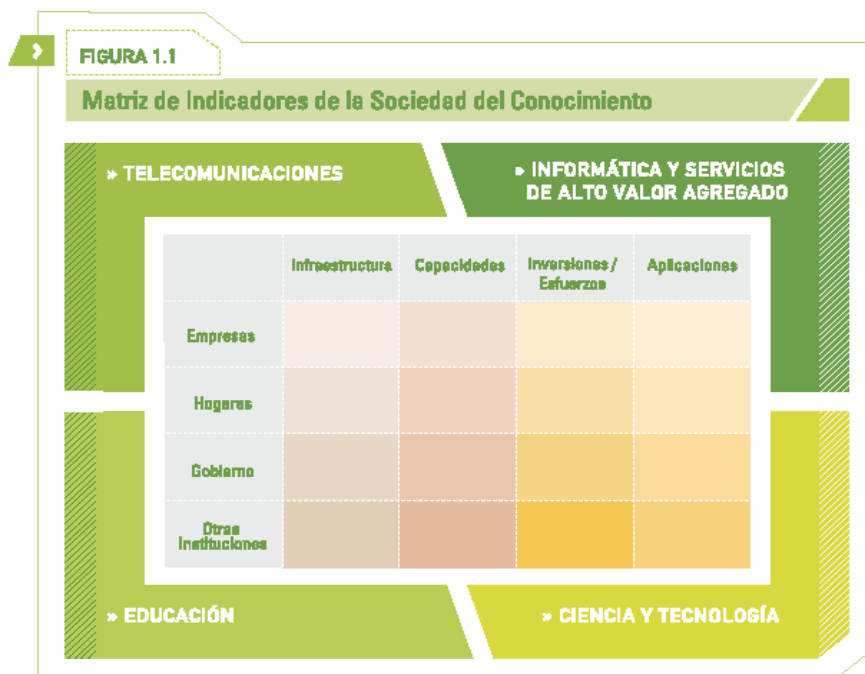 FIGURA 1.1
Matriz de Indicadores de la Sociedad del Conocimiento
» TELECOMUNICACIONES
» INFORMÁTICA Y SERVICIOS
DE ALTO VALOR AGREGADO
Infraestructura
Capacidades
Inversiones /
Esfuerzos
Aplicaciones
Empresas
Hogares
Gobierno
Otras
Instituciones
» EDUCACIÓN
» CIENCIA Y TECNOLOGÍA